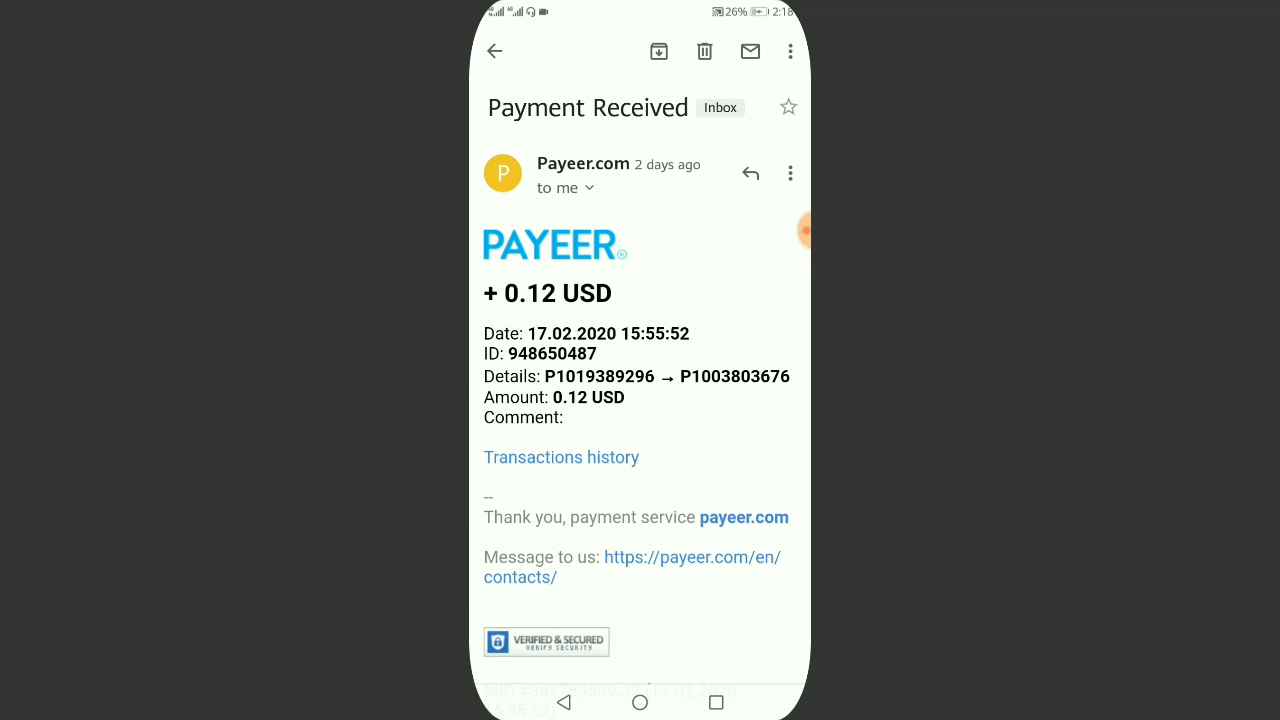 26% 2:18
Payment Received Inbox
P Payeer.com 2 days ago
to me
PAYEER®
+ 0.12 USD
Date: 17.02.2020 15:55:52
ID: 948650487
Details: P1019389296 → P1003803676
Amount: 0.12 USD
Comment:
Transactions history
--
Thank you, payment service payeer.com
Message to us: https://payeer.com/en/
contacts/
VERIFIED & SECURED
VERIFY SECURITY